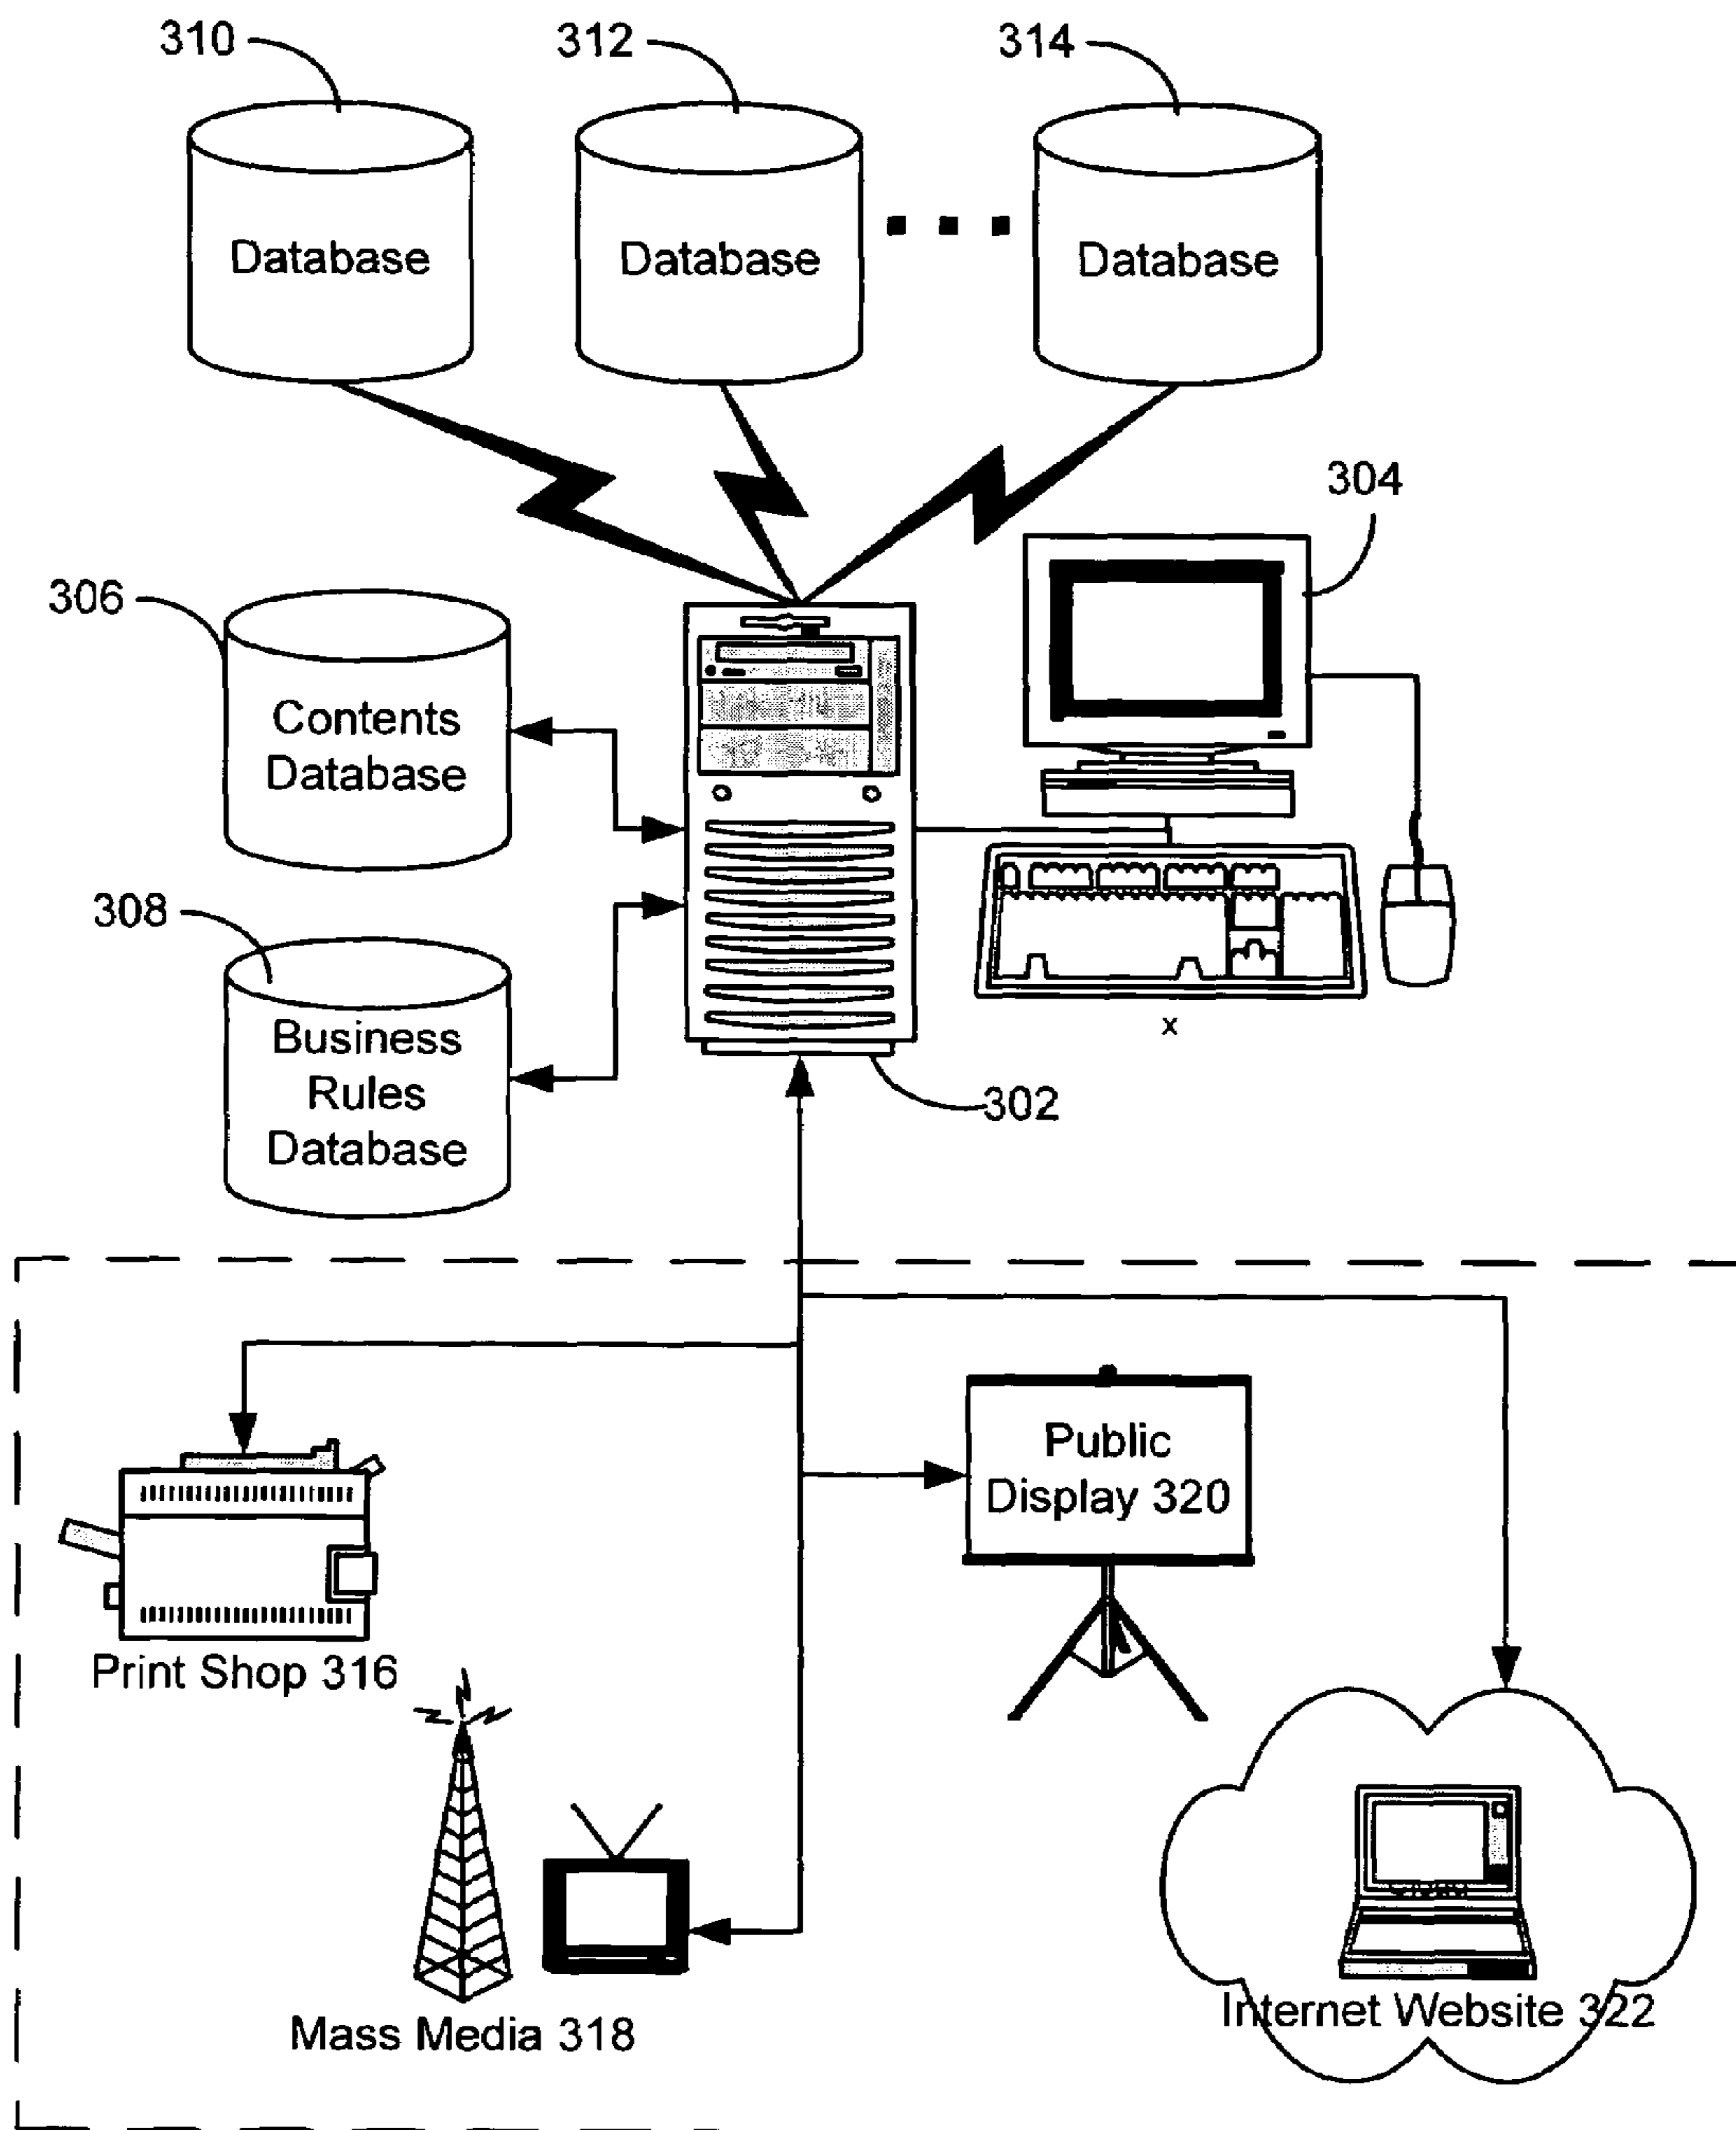 310
312
314
Database
Database
Database
304
306
Contents
Database
308
Business
Rules
Database
x
302
Public
Display 320
Print Shop 316
Mass Media 318
Internet Website 322